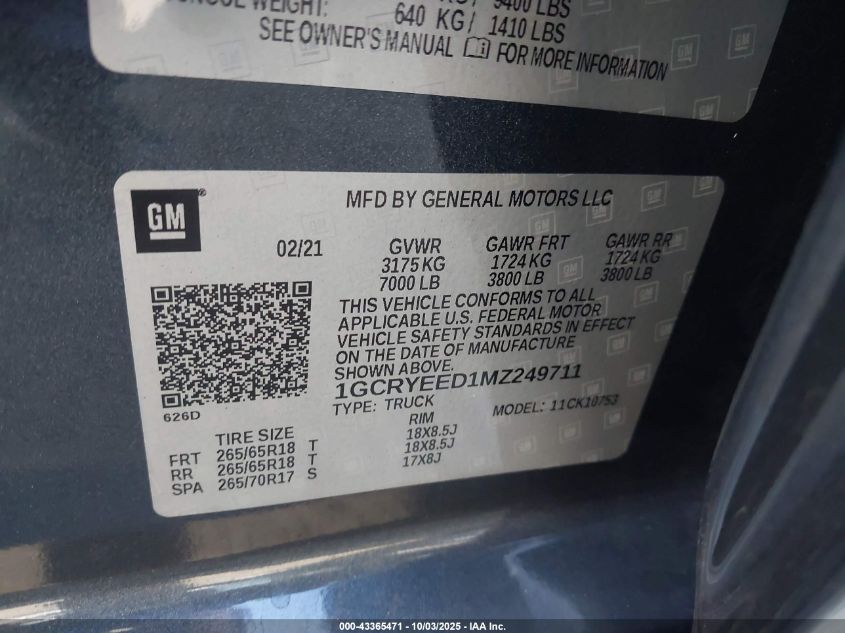 9400 LBS
TONGUE WEIGHT: 640 KG/ 1410 LBS
SEE OWNER'S MANUAL FOR MORE INFORMATION
GM®
MFD BY GENERAL MOTORS LLC
02/21 GVWR GAWR FRT GAWR RR
3175 KG 1724 KG 1724 KG
7000 LB 3800 LB 3800 LB
THIS VEHICLE CONFORMS TO ALL
APPLICABLE U.S. FEDERAL MOTOR
VEHICLE SAFETY STANDARDS IN EFFECT
ON THE DATE OF MANUFACTURE
SHOWN ABOVE.
1GCRYEED1MZ249711
626D
TYPE: TRUCK MODEL: 11CK10753
TIRE SIZE RIM
FRT 265/65R18 T 18X8.5J
RR 265/65R18 T 18X8.5J
SPA 265/70R17 S 17X8J
000-43365471 - 10/03/2025 - IAA Inc.